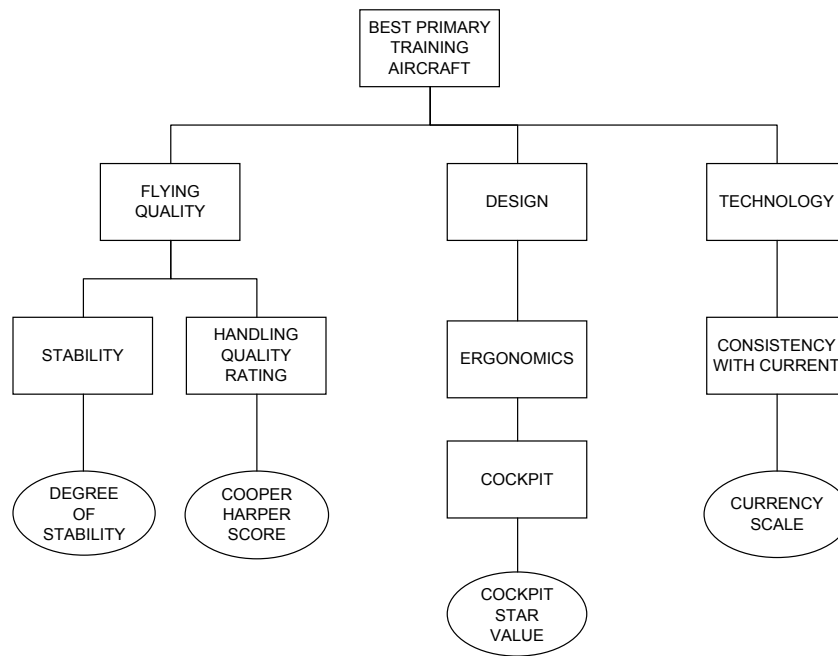 BEST PRIMARY
TRAINING
AIRCRAFT
FLYING
QUALITY
DESIGN
TECHNOLOGY
STABILITY
HANDLING
QUALITY
RATING
ERGONOMICS
CONSISTENCY
WITH CURRENT
COCKPIT
DEGREE
OF
STABILITY
COOPER
HARPER
SCORE
CURRENCY
SCALE
COCKPIT
STAR
VALUE